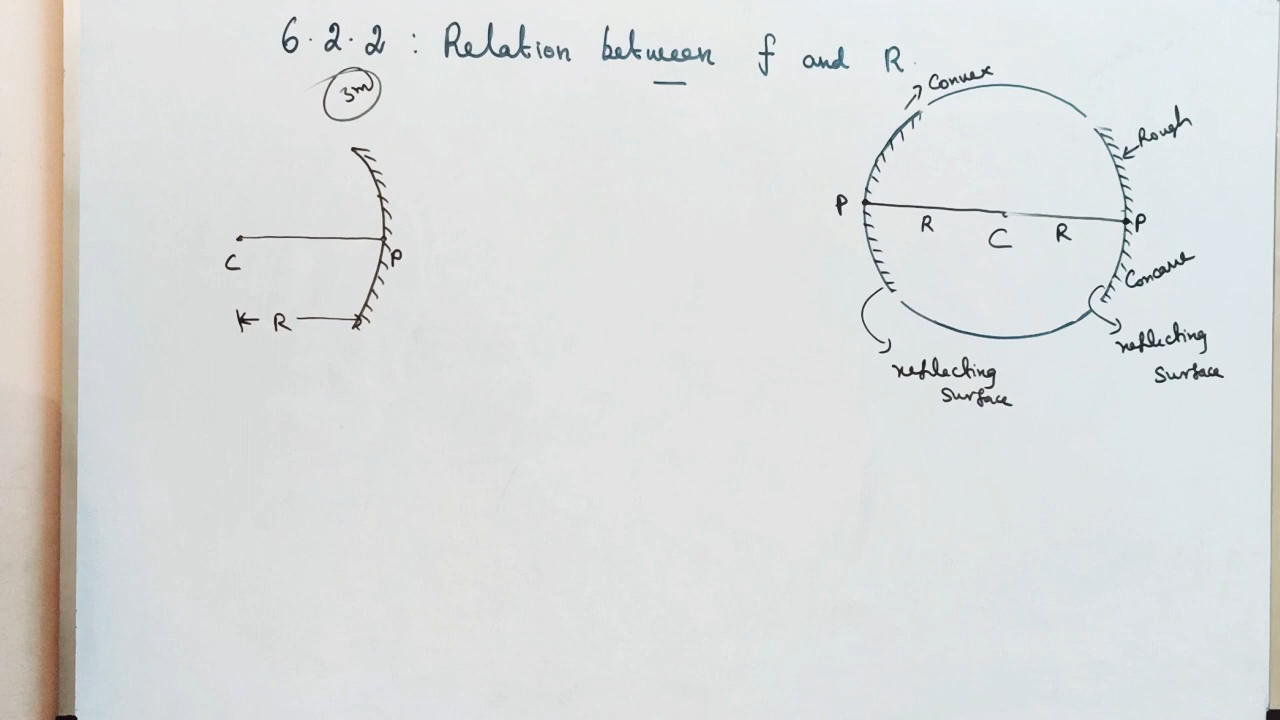 6.2.2 : Relation between f and R.
3m
C
P
R
Convex
Rough
P
R
C
R
P
Concave
reflecting
surface
reflecting
surface